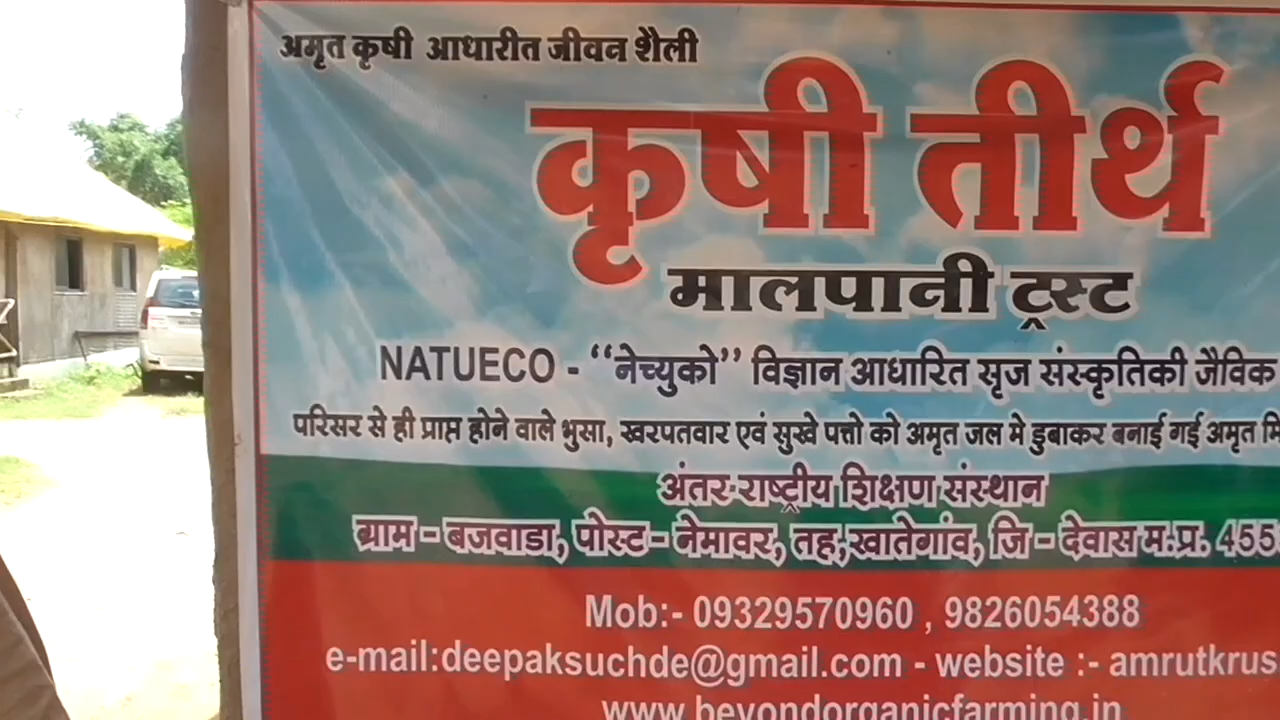 अमृत कृषी आधारीत जीवन शैली
कृषी तीर्थ
मालपानी ट्रस्ट
NATUECO - “नेच्युको” विज्ञान आधारित सृज संस्कृतिकी जैविक
परिसर से ही प्राप्त होने वाले भुसा, खरपतवार एवं सुखे पत्तो को अमृत जल मे डुबाकर बनाई गई अमृत
अंतर-राष्ट्रीय शिक्षण संस्थान
ग्राम - बजवाडा, पोस्ट - नेमावर, तह, खातेगांव, जि - देवास म.प्र. 455
Mob:- 09329570960 , 9826054388
e-mail:deepaksuchde@gmail.com - website :- amrutkrus
www.beyondorganicfarming.in